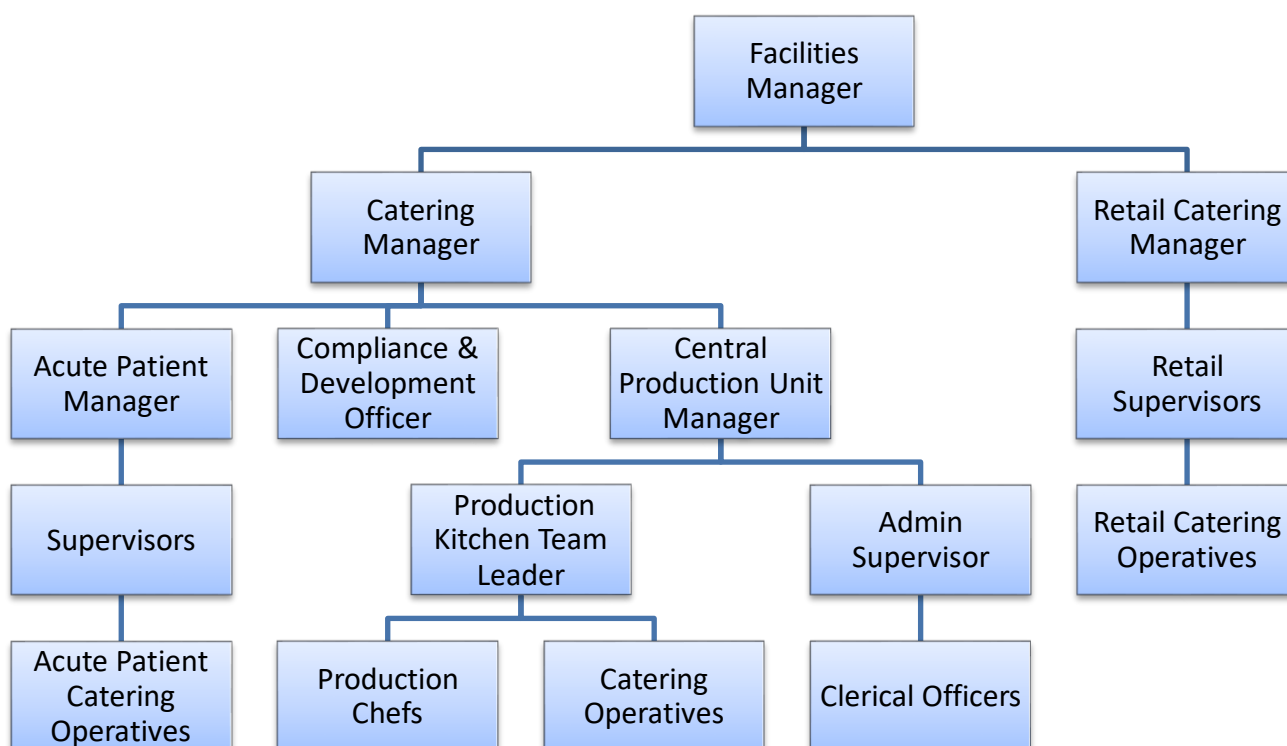 Facilities
Manager
Catering
Manager
Retail Catering
Manager
Acute Patient
Manager
Compliance &
Development
Officer
Central
Production Unit
Manager
Retail
Supervisors
Supervisors
Production
Kitchen Team
Leader
Admin
Supervisor
Retail Catering
Operatives
Acute Patient
Catering
Operatives
Production
Chefs
Catering
Operatives
Clerical Officers